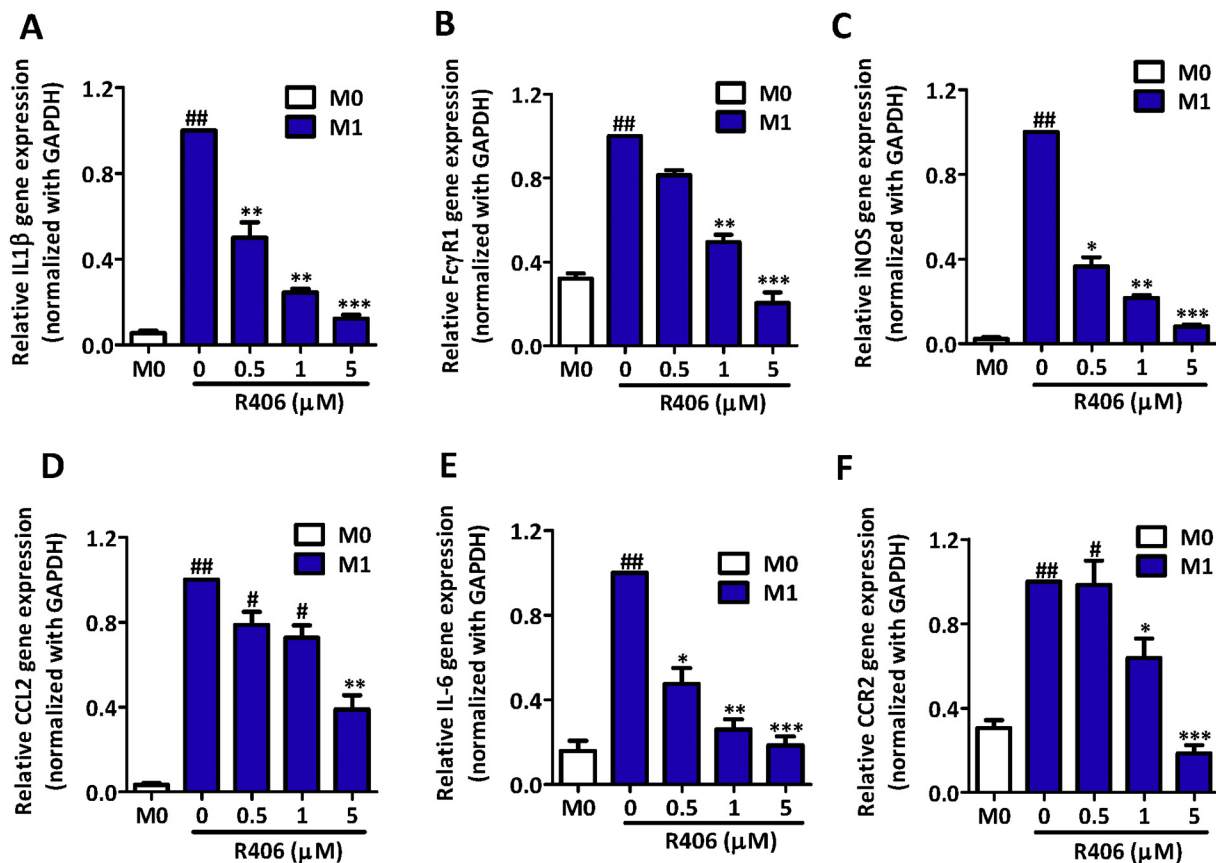 A
Relative IL1β gene expression
(normalized with GAPDH)
1.2
0.8
0.4
0.0
M0
M1
##
**
**
***
M0
0
0.5
1
5
R406 (μM)
B
Relative FcγR1 gene expression
(normalized with GAPDH)
1.2
0.8
0.4
0.0
M0
M1
##
**
***
M0
0
0.5
1
5
R406 (μM)
C
Relative iNOS gene expression
(normalized with GAPDH)
1.2
0.8
0.4
0.0
M0
M1
##
*
**
***
M0
0
0.5
1
5
R406 (μM)
D
Relative CCL2 gene expression
(normalized with GAPDH)
1.2
0.8
0.4
0.0
M0
M1
##
#
#
**
M0
0
0.5
1
5
R406 (μM)
E
Relative IL-6 gene expression
(normalized with GAPDH)
1.2
0.8
0.4
0.0
M0
M1
##
*
**
***
M0
0
0.5
1
5
R406 (μM)
F
Relative CCR2 gene expression
(normalized with GAPDH)
1.2
0.8
0.4
0.0
M0
M1
##
#
*
***
M0
0
0.5
1
5
R406 (μM)